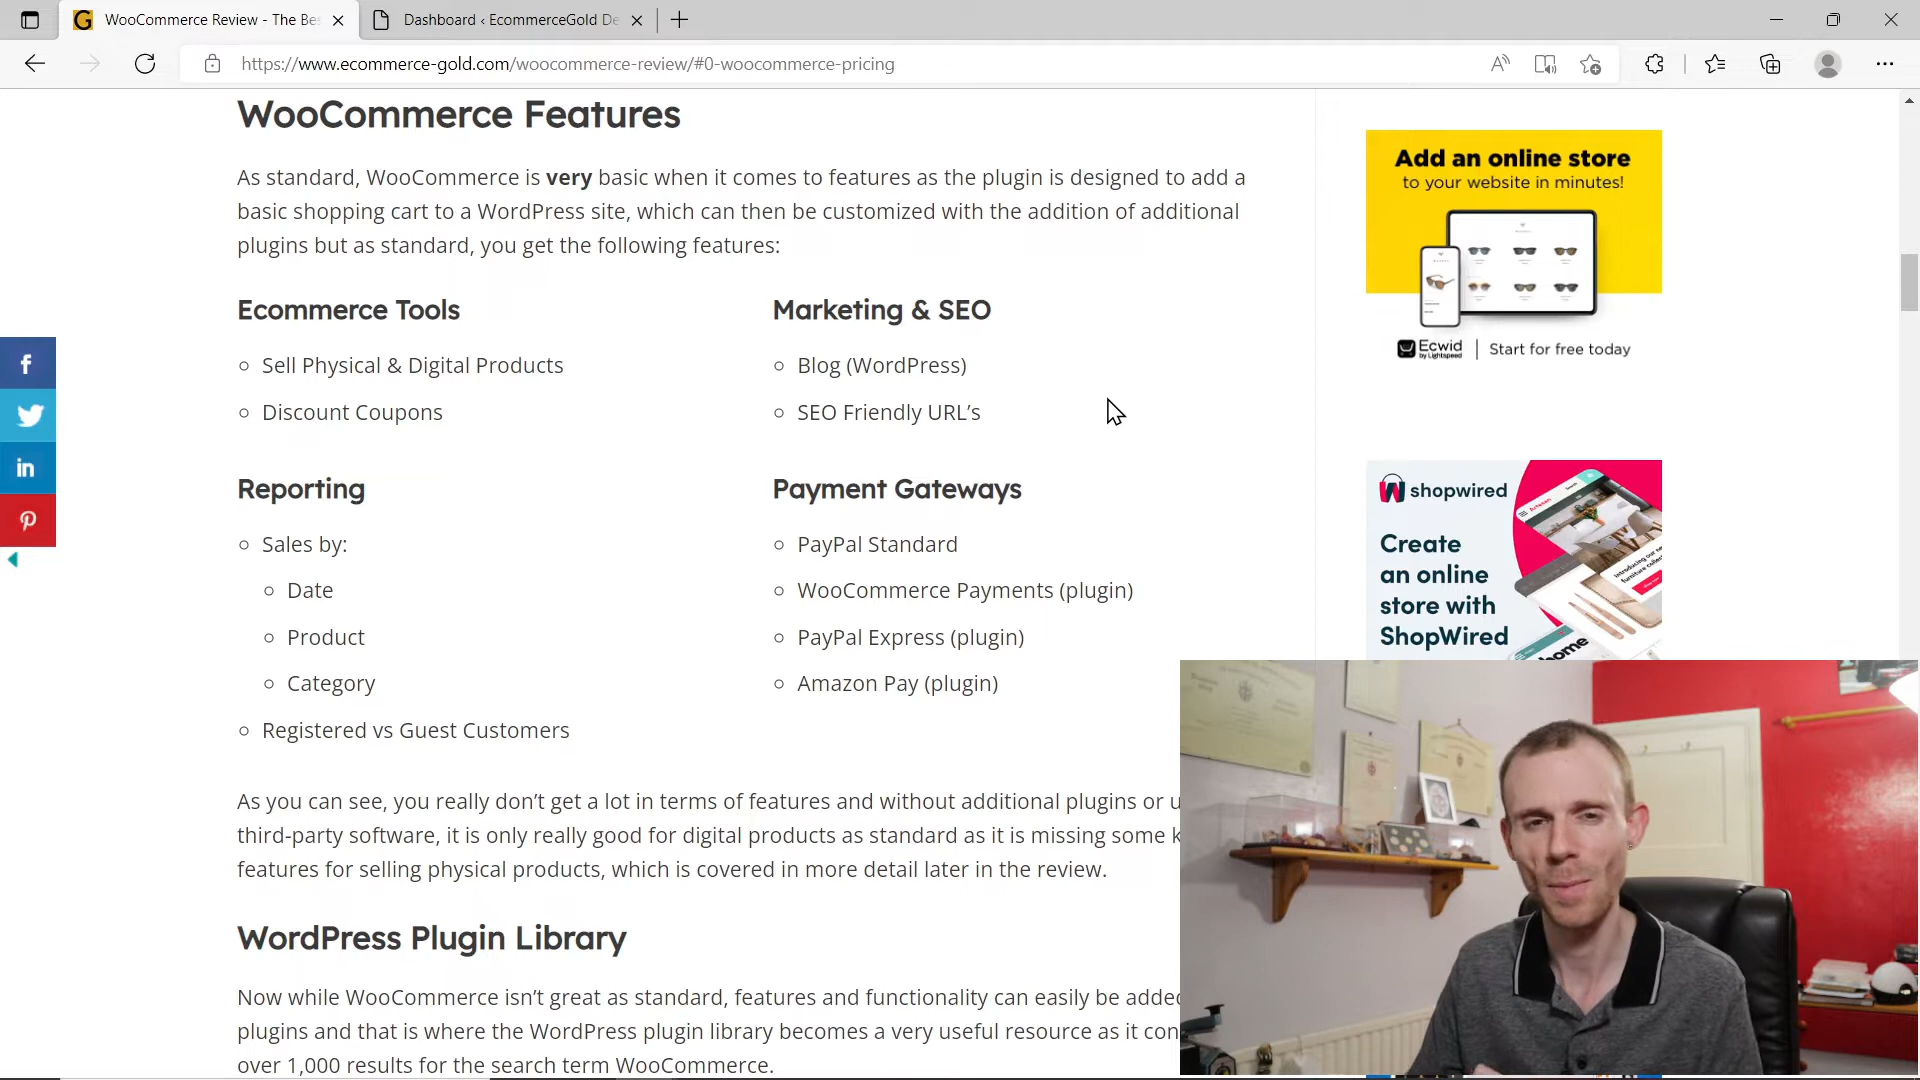 WooCommerce Review - The Bes
Dashboard ‹ EcommerceGold De
https://www.ecommerce-gold.com/woocommerce-review/#0-woocommerce-pricing
WooCommerce Features
As standard, WooCommerce is very basic when it comes to features as the plugin is designed to add a
basic shopping cart to a WordPress site, which can then be customized with the addition of additional
plugins but as standard, you get the following features:
Ecommerce Tools
Sell Physical & Digital Products
Discount Coupons
Marketing & SEO
Blog (WordPress)
SEO Friendly URL’s
Reporting
Sales by:
Date
Product
Category
Registered vs Guest Customers
Payment Gateways
PayPal Standard
WooCommerce Payments (plugin)
PayPal Express (plugin)
Amazon Pay (plugin)
As you can see, you really don’t get a lot in terms of features and without additional plugins or u
third-party software, it is only really good for digital products as standard as it is missing some k
features for selling physical products, which is covered in more detail later in the review.
WordPress Plugin Library
Now while WooCommerce isn’t great as standard, features and functionality can easily be added
plugins and that is where the WordPress plugin library becomes a very useful resource as it con
over 1,000 results for the search term WooCommerce.
Add an online store
to your website in minutes!
Ecwid
by Lightspeed
Start for free today
shopwired
Create
an online
store with
ShopWired
home